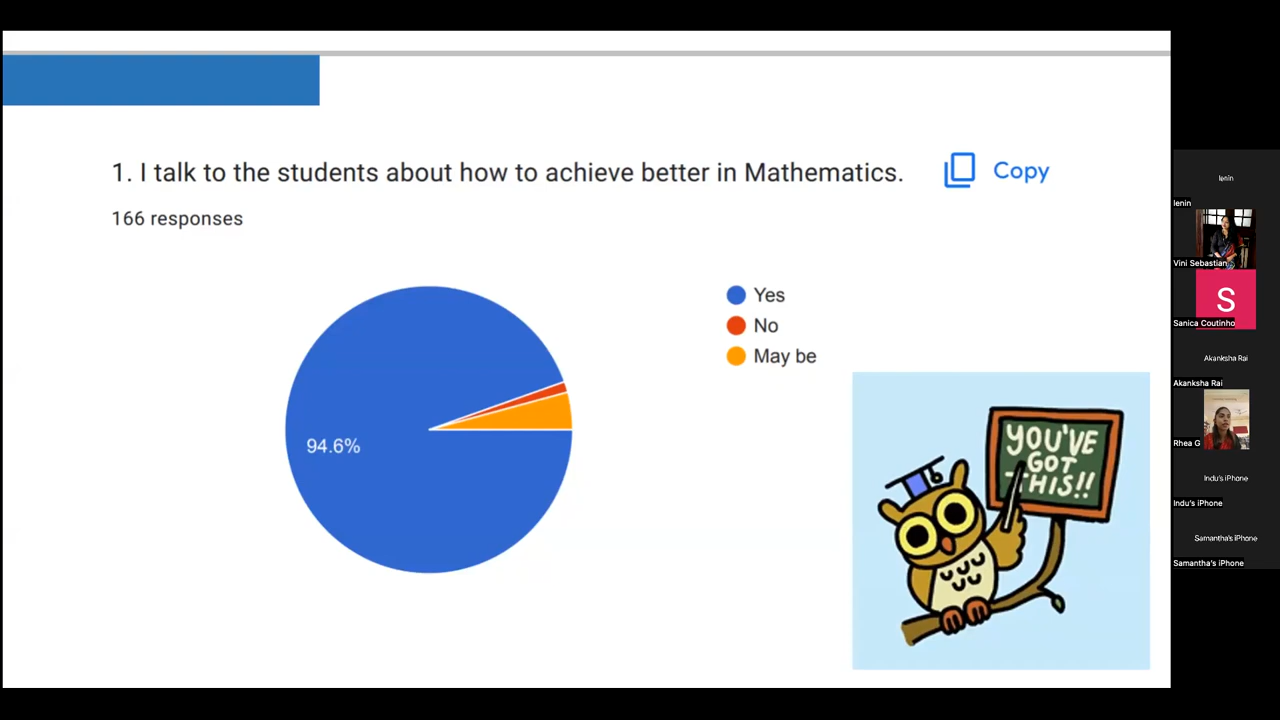 1. I talk to the students about how to achieve better in Mathematics.
Copy
166 responses
Yes
No
May be
94.6%
YOU'VE
GOT
THIS!!
lenin
lenin
Vini Sebastian
S
Sanica Coutinho
Akanksha Rai
Akanksha Rai
Rhea G
Indu's iPhone
Indu's iPhone
Samantha's iPhone
Samantha's iPhone